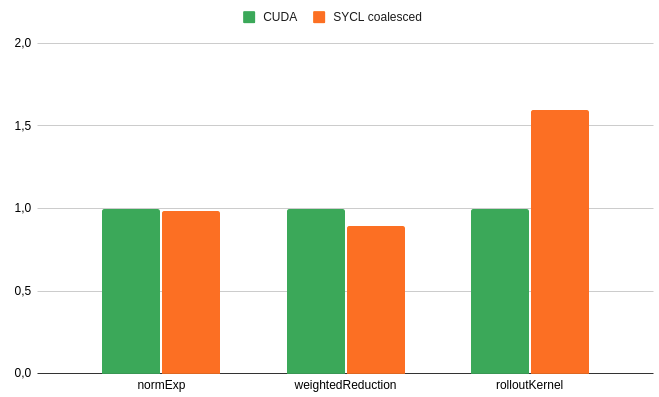 CUDA SYCL coalesced
2,0
1,5
1,0
0,5
0,0
normExp weightedReduction rolloutKernel